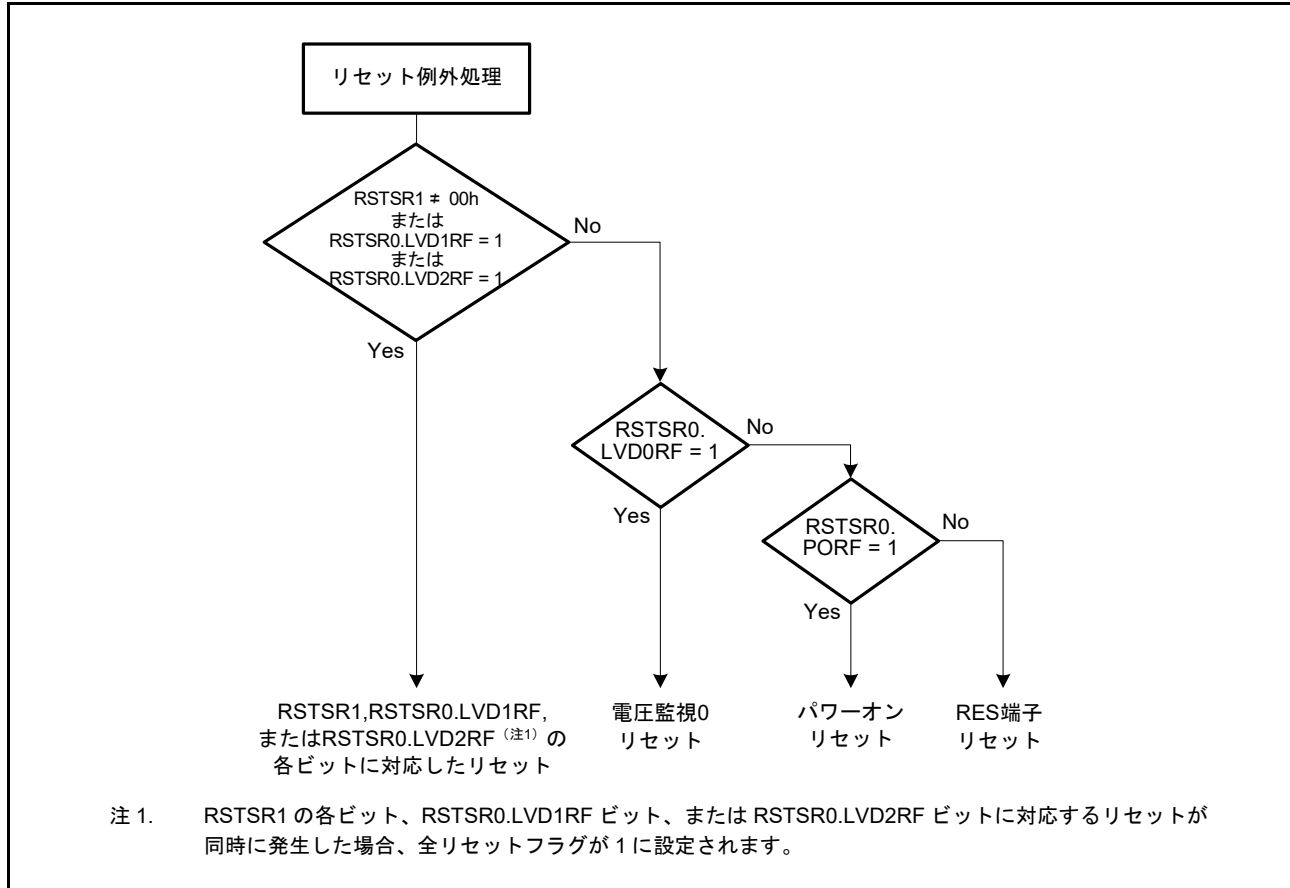 リセット例外処理
RSTSR1 ≠ 00h
または
RSTSR0.LVD1RF = 1
または
RSTSR0.LVD2RF = 1
No
Yes
RSTSR0.
LVD0RF = 1
No
Yes
RSTSR0.
PORF = 1
No
Yes
RSTSR1,RSTSR0.LVD1RF,
またはRSTSR0.LVD2RF（注1）の
各ビットに対応したリセット
電圧監視0
リセット
パワーオン
リセット
RES端子
リセット
注 1. RSTSR1 の各ビット、RSTSR0.LVD1RF ビット、または RSTSR0.LVD2RF ビットに対応するリセットが
同時に発生した場合、全リセットフラグが 1 に設定されます。